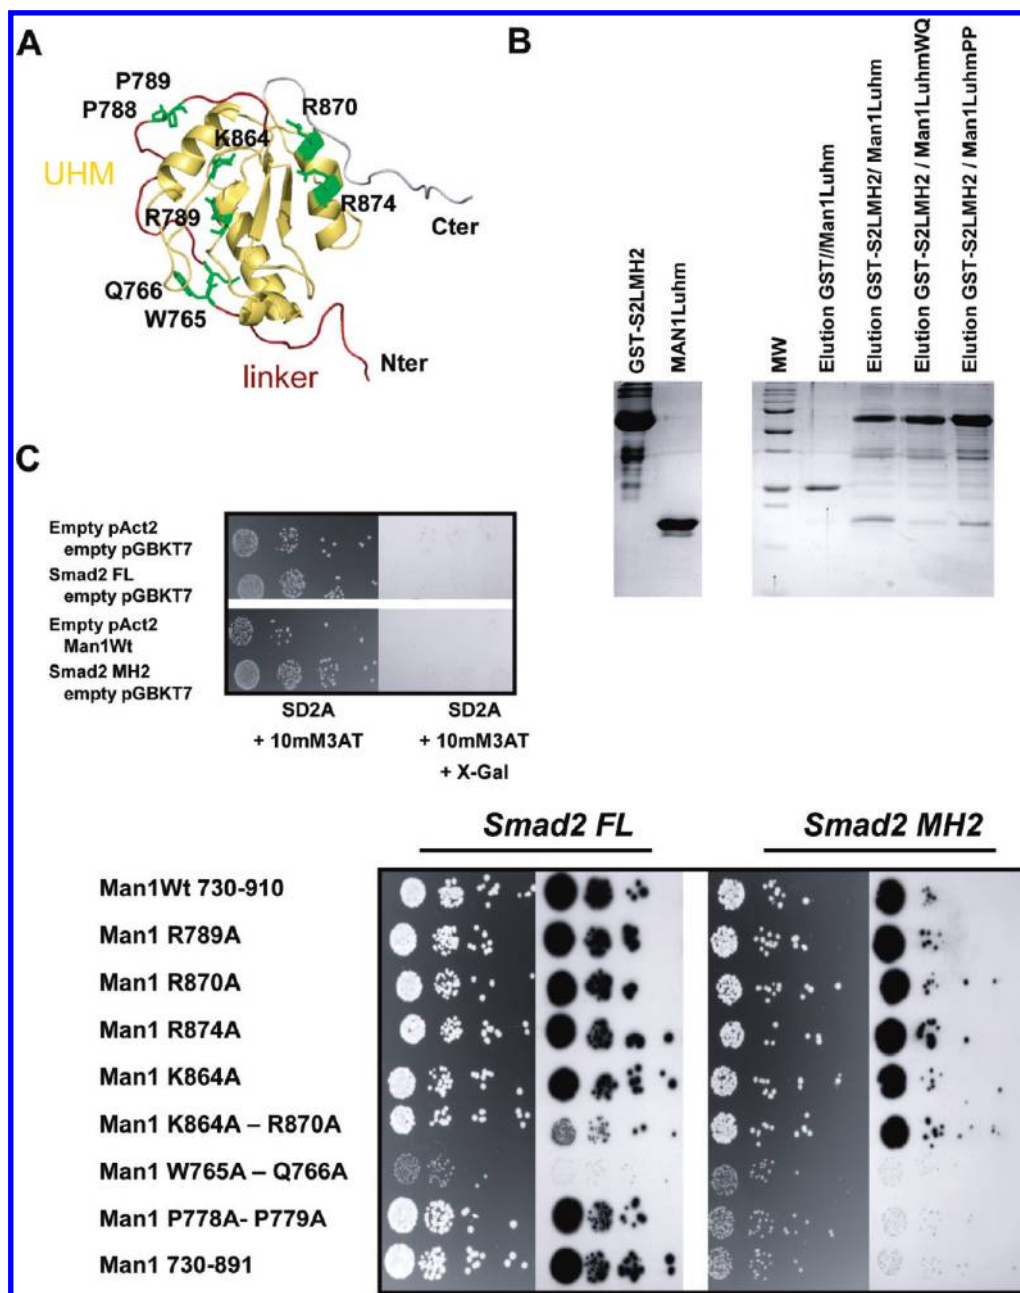 A
P789
P788
R870
K864
UHM
R789
R874
Cter
Q766
W765
Nter
linker
B
GST-S2LMH2
MAN1Luhm
MW
Elution GST//Man1Luhm
Elution GST-S2LMH2/ Man1Luhm
Elution GST-S2LMH2 / Man1LuhmWQ
Elution GST-S2LMH2 / Man1LuhmPP
C
Empty pAct2
empty pGBKT7
Smad2 FL
empty pGBKT7
Empty pAct2
Man1Wt
Smad2 MH2
empty pGBKT7
SD2A
+ 10mM3AT
SD2A
+ 10mM3AT
+ X-Gal
Smad2 FL
Smad2 MH2
Man1Wt 730-910
Man1 R789A
Man1 R870A
Man1 R874A
Man1 K864A
Man1 K864A – R870A
Man1 W765A – Q766A
Man1 P778A- P779A
Man1 730-891